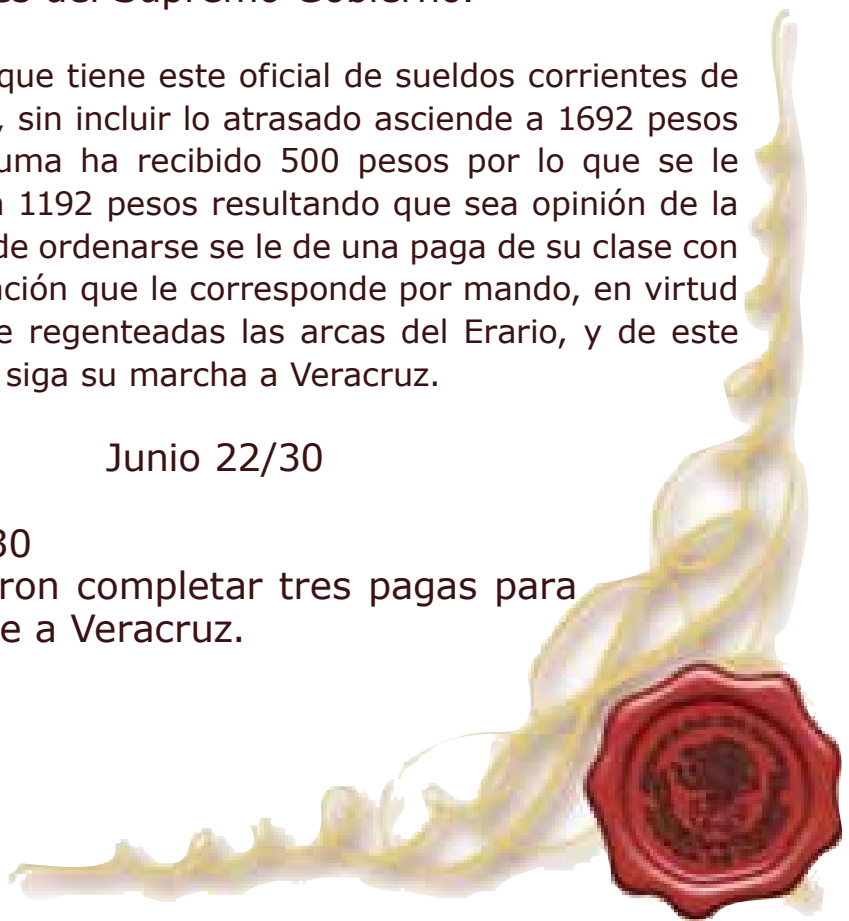 es del Supremo Gobierno.
que tiene este oficial de sueldos corrientes de
, sin incluir lo atrasado asciende a 1692 pesos
uma ha recibido 500 pesos por lo que se le
1192 pesos resultando que sea opinión de la
de ordenarse se le de una paga de su clase con
ación que le corresponde por mando, en virtud
e regenteadas las arcas del Erario, y de este
siga su marcha a Veracruz.
Junio 22/30
30
ron completar tres pagas para
e a Veracruz.